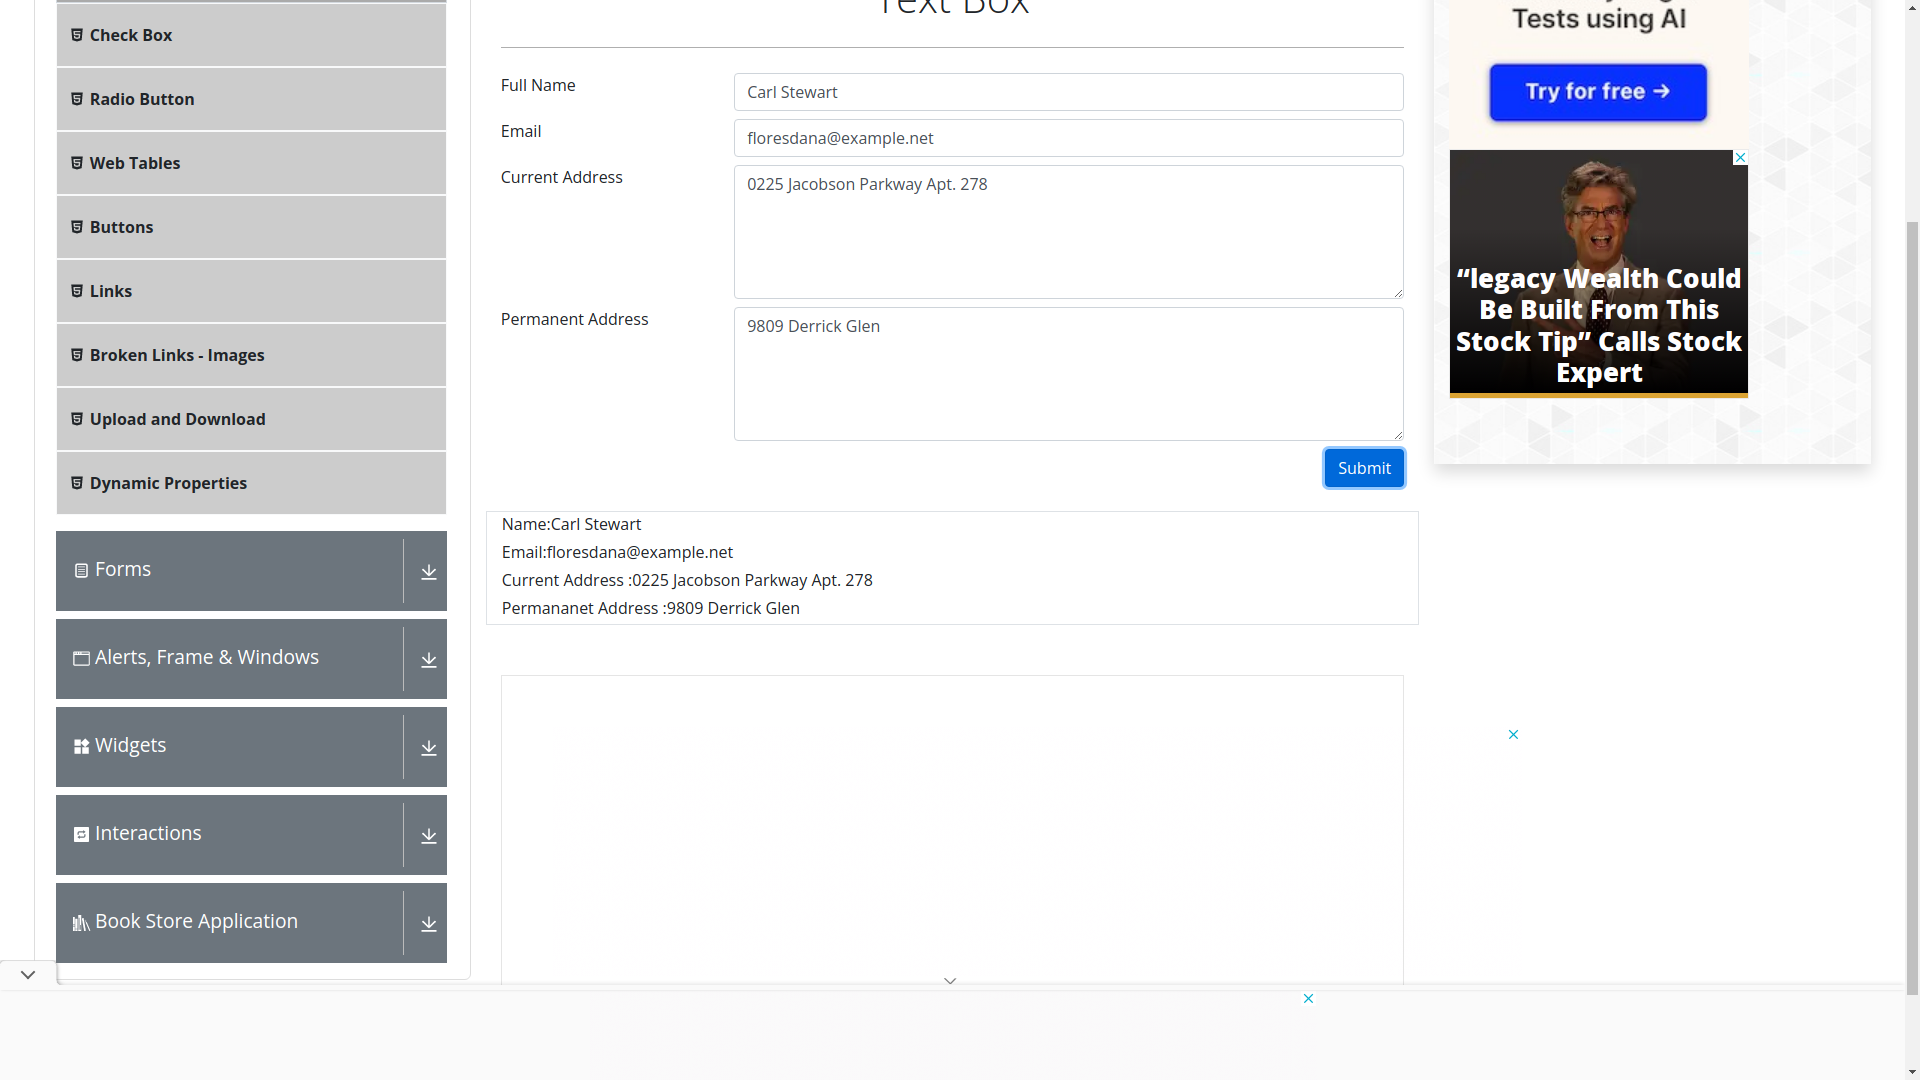 Text Box
Tests using AI
Try for free →
Check Box
Radio Button
Web Tables
Buttons
Links
Broken Links - Images
Upload and Download
Dynamic Properties
Forms
Alerts, Frame & Windows
Widgets
Interactions
Book Store Application
Full Name
Carl Stewart
Email
floresdana@example.net
Current Address
0225 Jacobson Parkway Apt. 278
Permanent Address
9809 Derrick Glen
Submit
Name:Carl Stewart
Email:floresdana@example.net
Current Address :0225 Jacobson Parkway Apt. 278
Permananet Address :9809 Derrick Glen
“legacy Wealth Could
Be Built From This
Stock Tip” Calls Stock
Expert